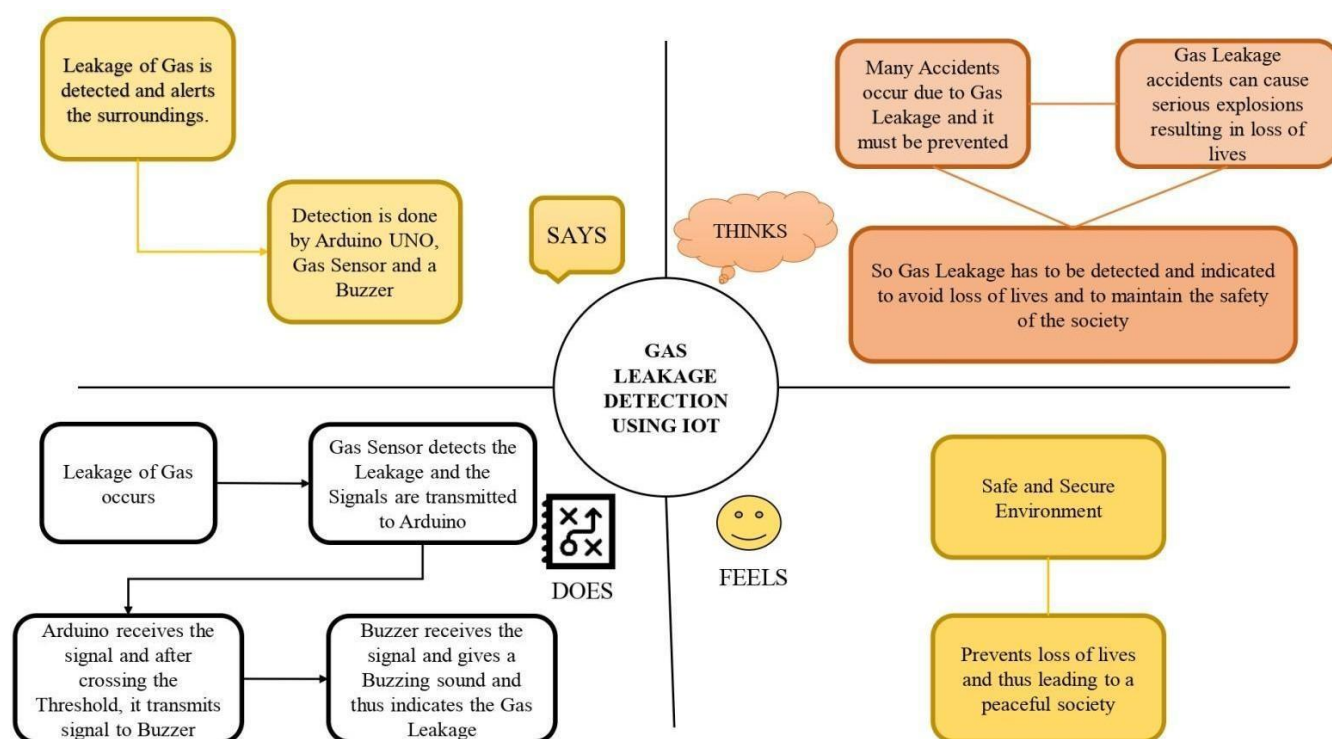 Leakage of Gas is
detected and alerts
the surroundings.
Detection is done
by Arduino UNO,
Gas Sensor and a
Buzzer
SAYS
THINKS
Many Accidents
occur due to Gas
Leakage and it
must be prevented
Gas Leakage
accidents can cause
serious explosions
resulting in loss of
lives
So Gas Leakage has to be detected and indicated
to avoid loss of lives and to maintain the safety
of the society
GAS
LEAKAGE
DETECTION
USING IOT
Leakage of Gas
occurs
Gas Sensor detects the
Leakage and the
Signals are transmitted
to Arduino
Arduino receives the
signal and after
crossing the
Threshold, it transmits
signal to Buzzer
Buzzer receives the
signal and gives a
Buzzing sound and
thus indicates the Gas
Leakage
DOES
FEELS
Safe and Secure
Environment
Prevents loss of lives
and thus leading to a
peaceful society